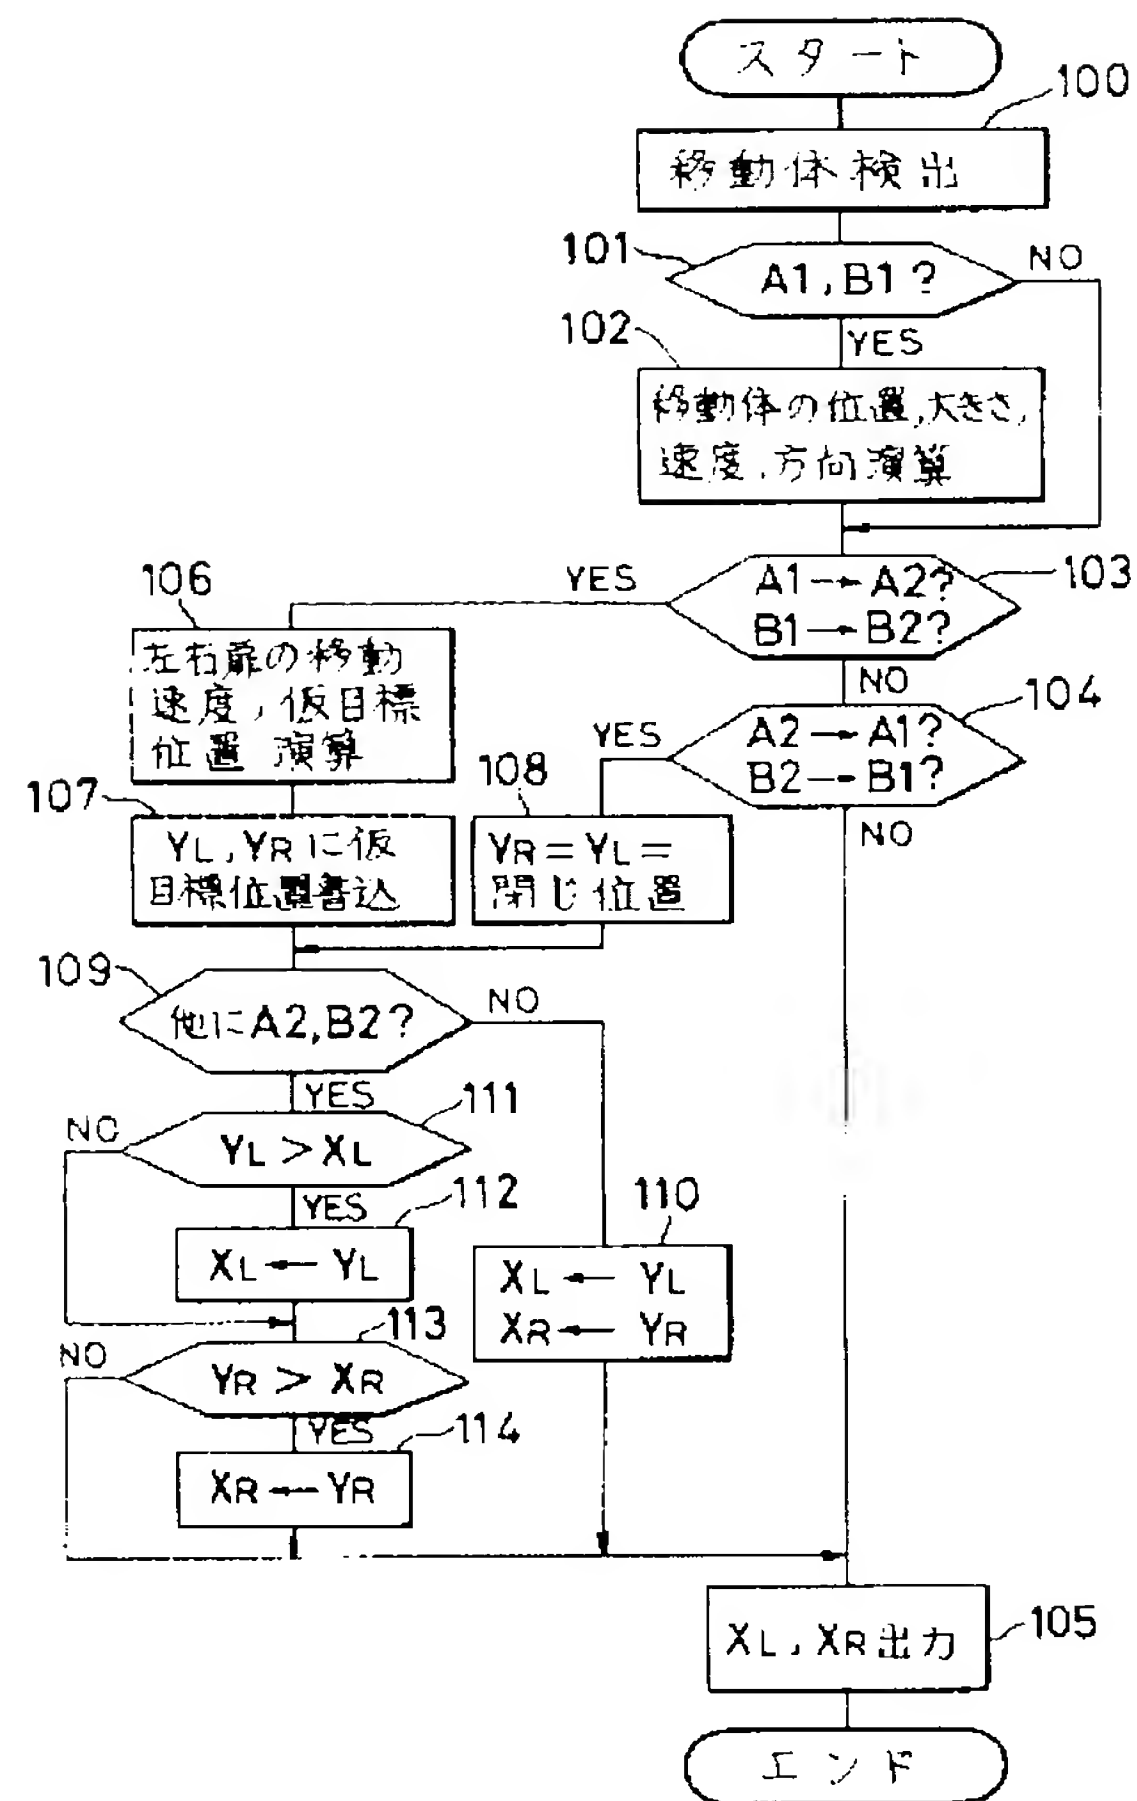 スタート
100
移動体検出
101
A1,B1?
NO
102
YES
移動体の位置,大きさ,
速度,方向演算
103
A1→A2?
B1→B2?
YES
NO
104
A2→A1?
B2→B1?
YES
NO
106
左右扉の移動
速度,仮目標
位置演算
107
YL,YRに仮
目標位置書込
108
YR=YL=
閉じ位置
109
他にA2,B2?
NO
YES
111
YL>XL
NO
YES
112
XL←YL
110
XL←YL
XR←YR
113
YR>XR
NO
YES
114
XR←YR
105
XL,XR出力
エンド